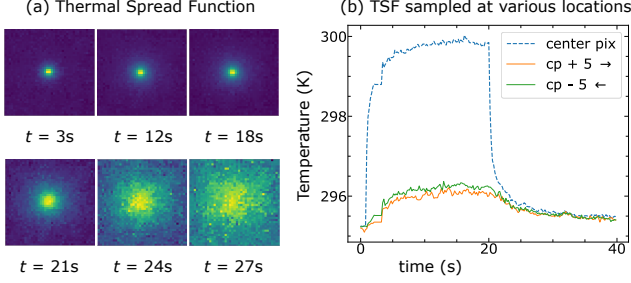 (a) Thermal Spread Function
t = 3s
t = 12s
t = 18s
t = 21s
t = 24s
t = 27s
(b) TSF sampled at various locations
center pix
cp + 5 →
cp - 5 ←
Temperature (K)
300
298
296
0
20
40
time (s)